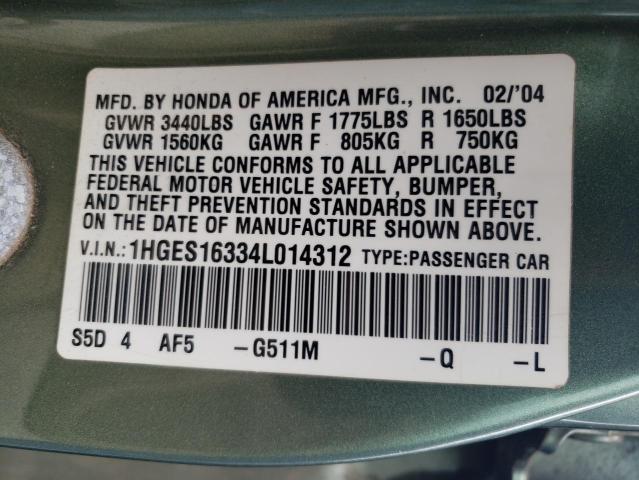 MFD. BY HONDA OF AMERICA MFG., INC. 02/'04
GVWR 3440LBS GAWR F 1775LBS R 1650LBS
GVWR 1560KG GAWR F 805KG R 750KG
THIS VEHICLE CONFORMS TO ALL APPLICABLE
FEDERAL MOTOR VEHICLE SAFETY, BUMPER,
AND THEFT PREVENTION STANDARDS IN EFFECT
ON THE DATE OF MANUFACTURE SHOWN ABOVE.
V.I.N.: 1HGES16334L014312 TYPE:PASSENGER CAR
S5D 4 AF5 -G511M -Q -L